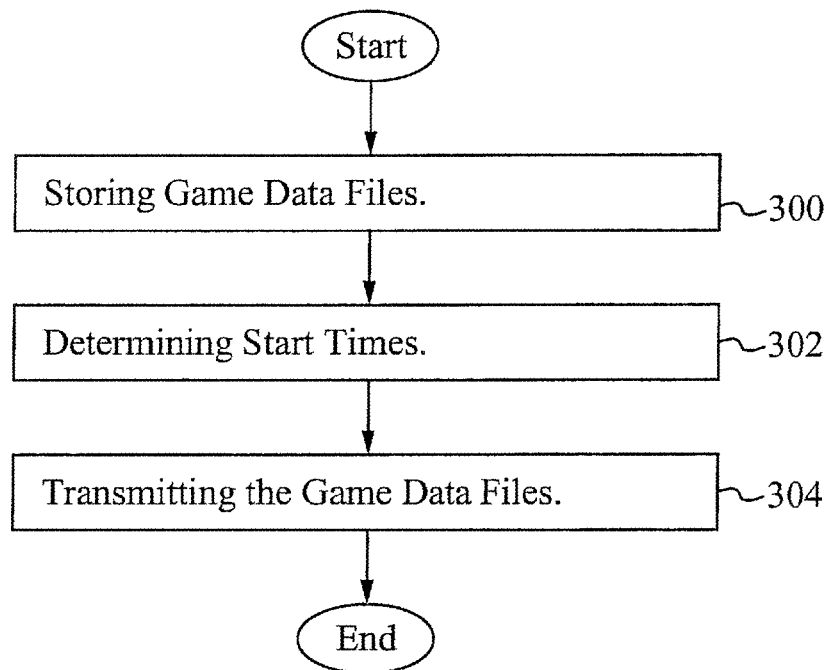 Start
Storing Game Data Files.
300
Determining Start Times.
302
Transmitting the Game Data Files.
304
End